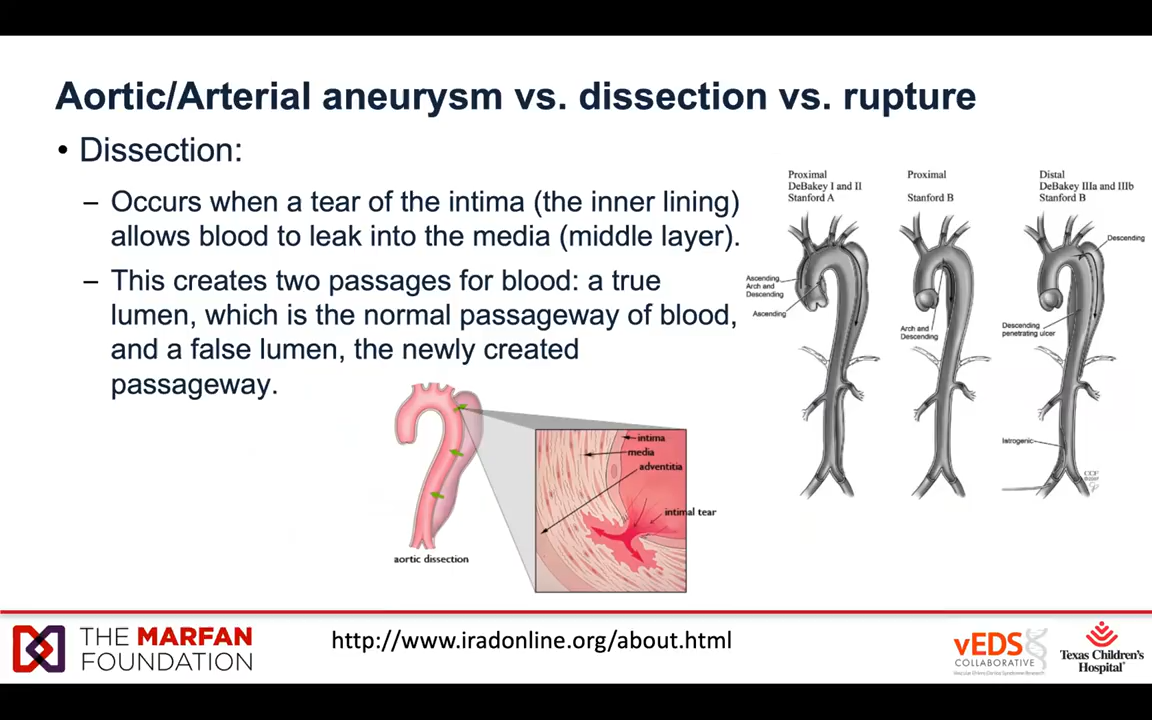 Aortic/Arterial aneurysm vs. dissection vs. rupture
• Dissection:
– Occurs when a tear of the intima (the inner lining)
allows blood to leak into the media (middle layer).
– This creates two passages for blood: a true
lumen, which is the normal passageway of blood,
and a false lumen, the newly created
passageway.
Proximal
DeBakey I and II
Stanford A
Proximal
Stanford B
Distal
DeBakey IIIa and IIIb
Stanford B
Ascending
Arch and
Descending
Ascending
Arch and
Descending
Descending
Descending
penetrating ulcer
Iatrogenic
CCF
intima
media
adventitia
intimal tear
aortic dissection
THE MARFAN
FOUNDATION
http://www.iradonline.org/about.html
vEDS
COLLABORATIVE
Texas Children's
Hospital